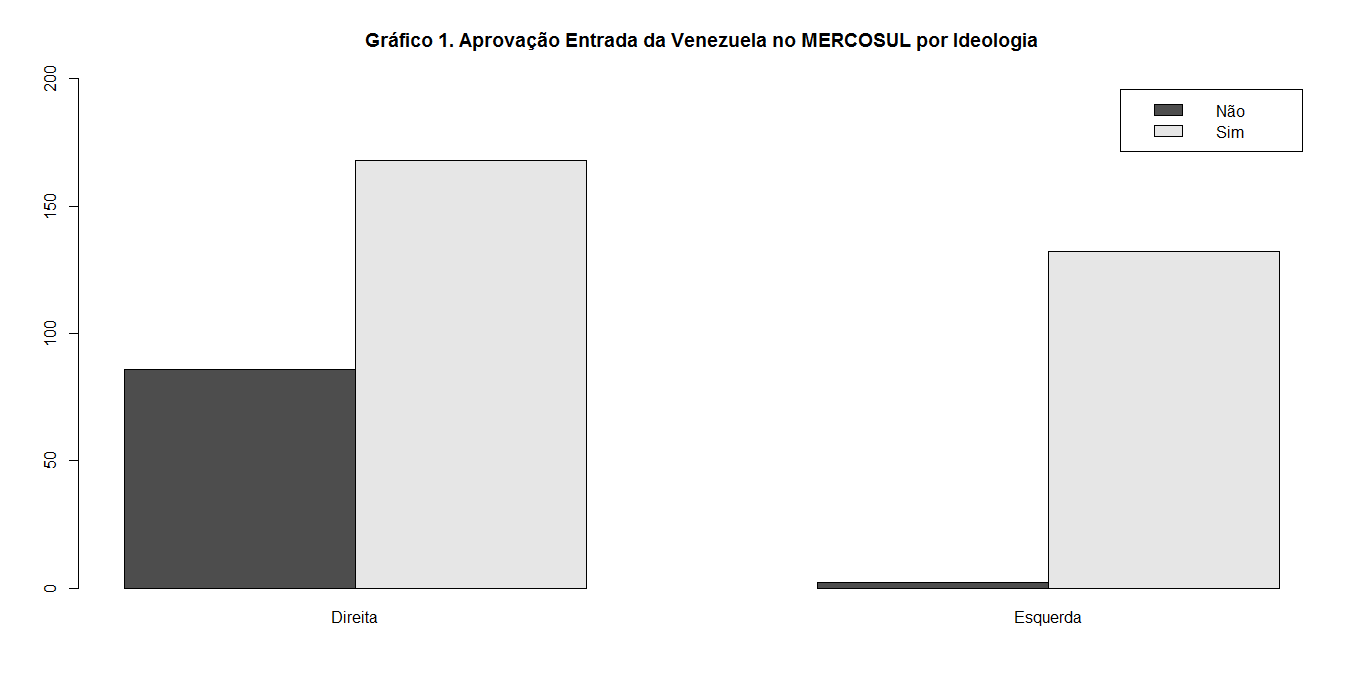 Gráfico 1. Aprovação Entrada da Venezuela no MERCOSUL por Ideologia
200
150
100
50
0
Não
Sim
Direita
Esquerda